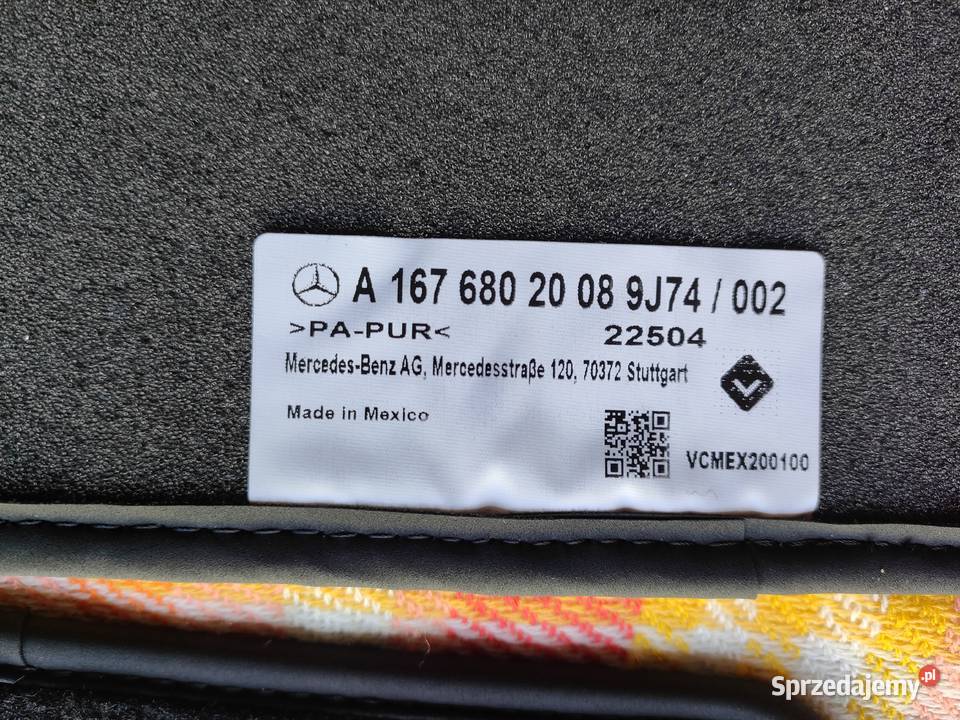 A 167 680 20 08 9J74 / 002
>PA-PUR< 22504
Mercedes-Benz AG, Mercedesstraße 120, 70372 Stuttgart
Made in Mexico
VCMEX200100
Sprzedajemy.pl